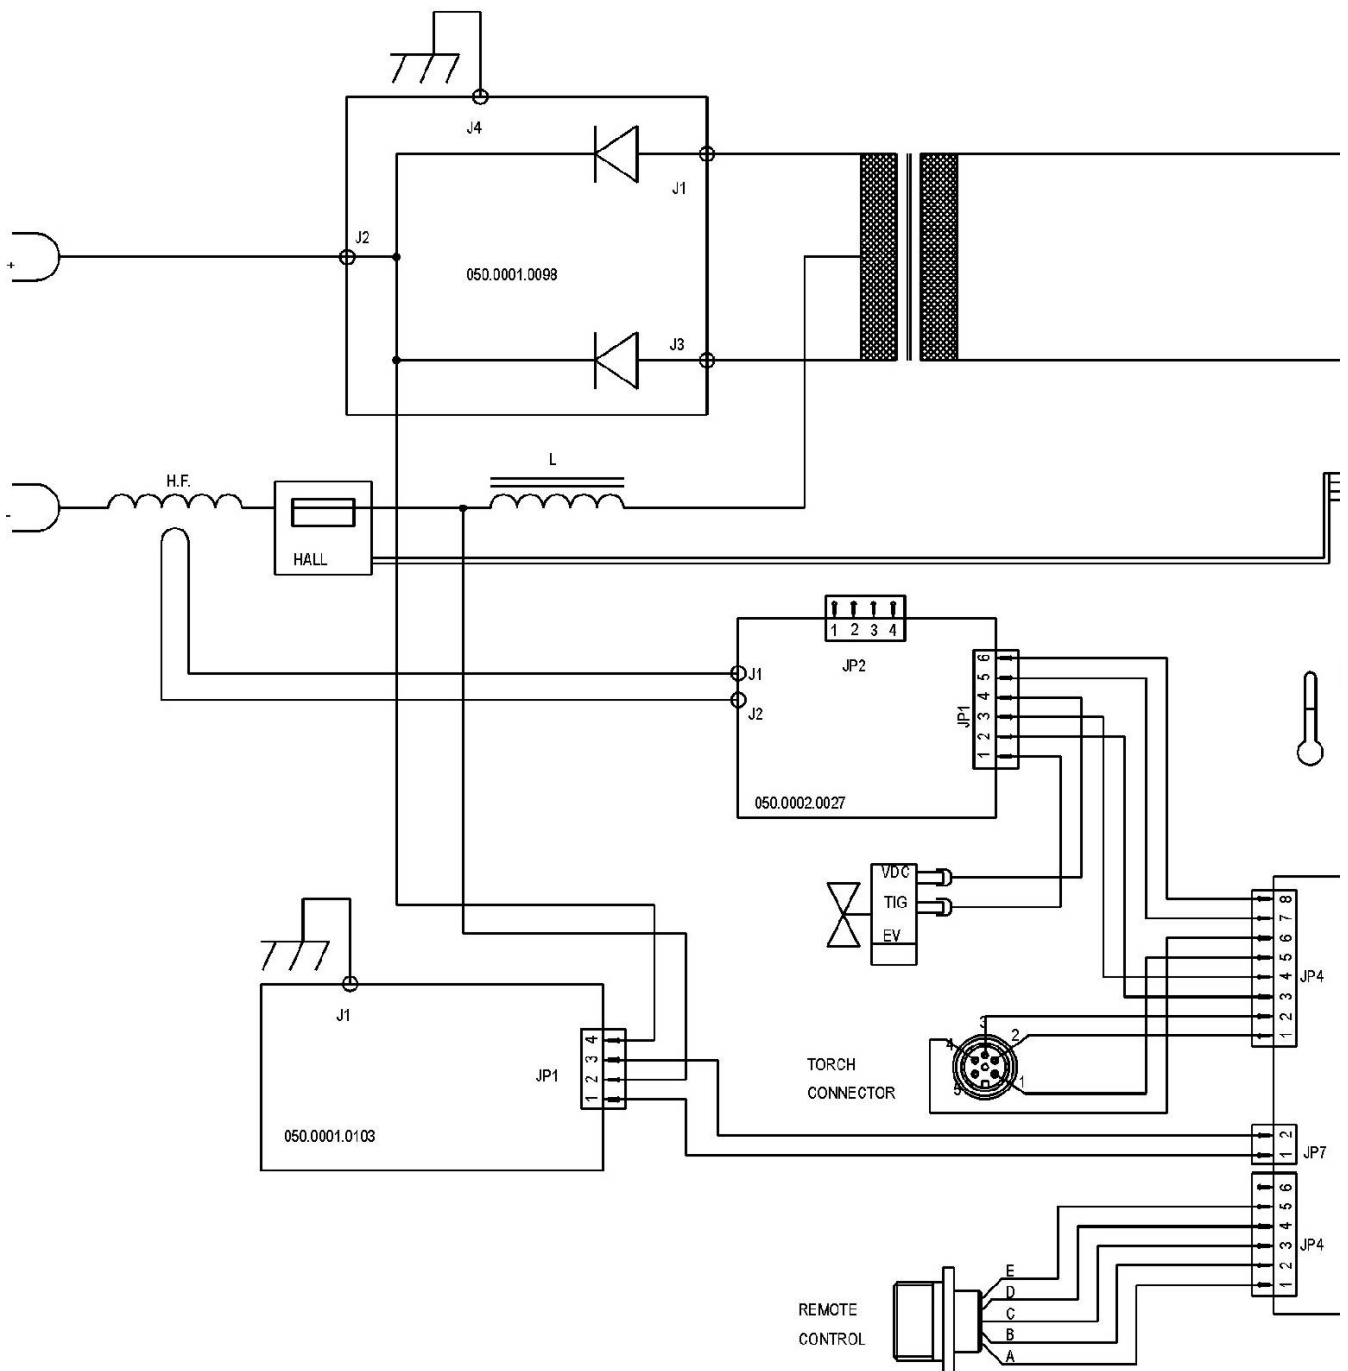 J4
J1
J2
+
050.0001.0098
J3
L
H.F.
-
HALL
1 2 3 4
JP2
J1
J2
6
5
4
3
2
1
JP1
050.0002.0027
VDC
TIG
EV
8
7
6
5
4
3
2
1
JP4
J1
4
3
2
1
JP1
050.0001.0103
3
2
4
1
5
TORCH
CONNECTOR
2
1
JP7
6
5
4
3
2
1
JP4
E
D
C
B
A
REMOTE
CONTROL